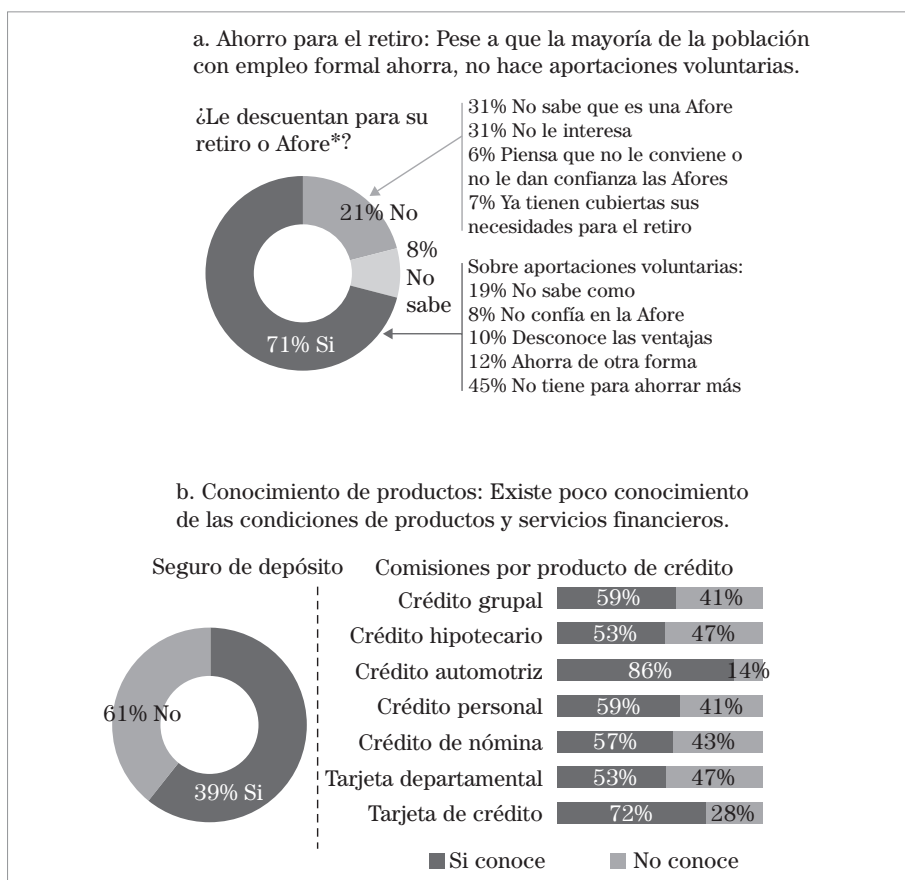 a. Ahorro para el retiro: Pese a que la mayoría de la población
con empleo formal ahorra, no hace aportaciones voluntarias.
¿Le descuentan para su
retiro o Afore*?
21% No
8%
No
sabe
71% Si
31% No sabe que es una Afore
31% No le interesa
6% Piensa que no le conviene o
no le dan confianza las Afores
7% Ya tienen cubiertas sus
necesidades para el retiro
Sobre aportaciones voluntarias:
19% No sabe como
8% No confía en la Afore
10% Desconoce las ventajas
12% Ahorra de otra forma
45% No tiene para ahorrar más
b. Conocimiento de productos: Existe poco conocimiento
de las condiciones de productos y servicios financieros.
Seguro de depósito
61% No
39% Si
Comisiones por producto de crédito
Crédito grupal 59% 41%
Crédito hipotecario 53% 47%
Crédito automotriz 86% 14%
Crédito personal 59% 41%
Crédito de nómina 57% 43%
Tarjeta departamental 53% 47%
Tarjeta de crédito 72% 28%
Si conoce No conoce